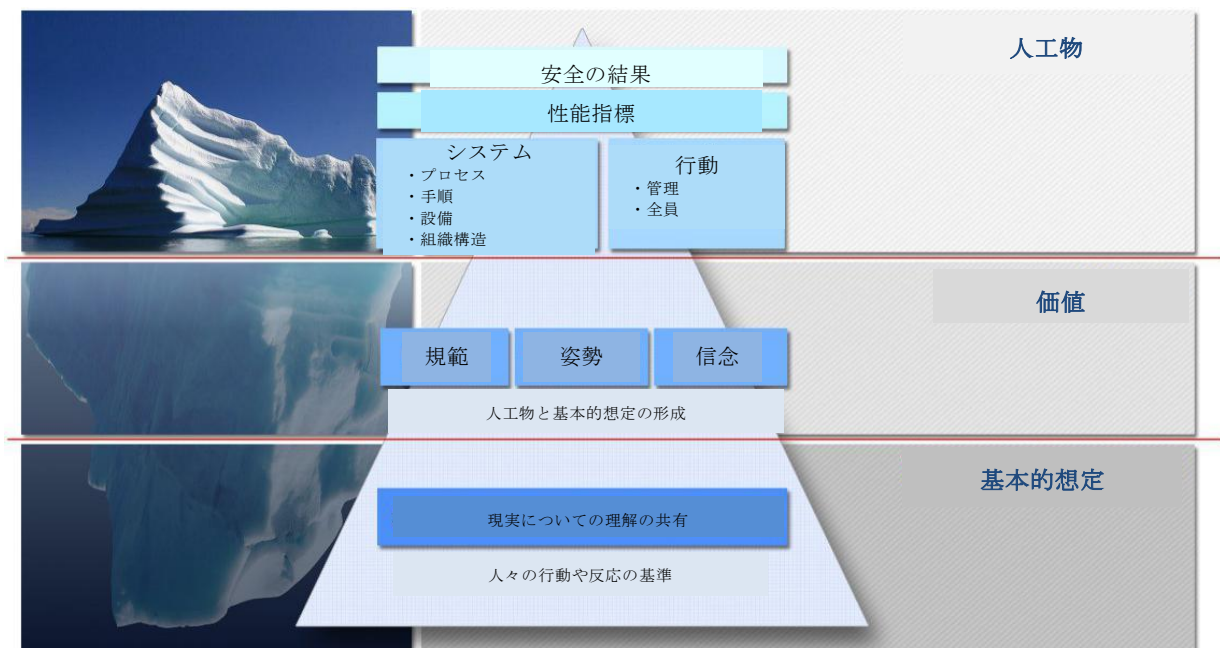 人工物
安全の結果
性能指標
システム
・プロセス
・手順
・設備
・組織構造
行動
・管理
・全員
価値
規範
姿勢
信念
人工物と基本的想定の形成
基本的想定
現実についての理解の共有
人々の行動や反応の基準